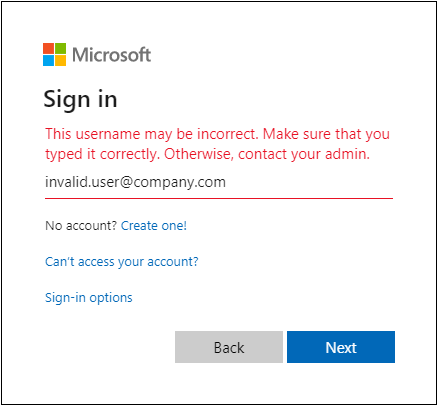 Microsoft
Sign in
This username may be incorrect. Make sure that you
typed it correctly. Otherwise, contact your admin.
invalid.user@company.com
No account? Create one!
Can’t access your account?
Sign-in options
Back Next